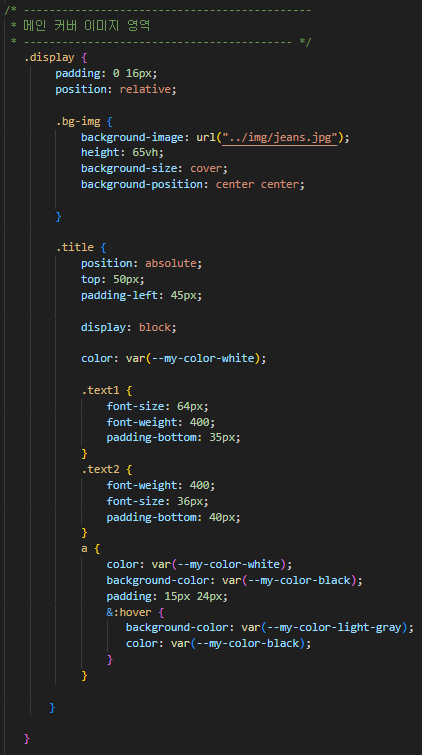 /* --------------------------------------------
* 메인 커버 이미지 영역
* ----------------------------------------- */
.display {
padding: 0 16px;
position: relative;
.bg-img {
background-image: url("../img/jeans.jpg");
height: 65vh;
background-size: cover;
background-position: center center;
}
.title {
position: absolute;
top: 50px;
padding-left: 45px;
display: block;
color: var(--my-color-white);
.text1 {
font-size: 64px;
font-weight: 400;
padding-bottom: 35px;
}
.text2 {
font-weight: 400;
font-size: 36px;
padding-bottom: 40px;
}
a {
color: var(--my-color-white);
background-color: var(--my-color-black);
padding: 15px 24px;
&:hover {
background-color: var(--my-color-light-gray);
color: var(--my-color-black);
}
}
}
}